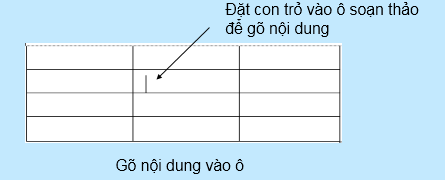 Đặt con trỏ vào ô soạn thảo
để gõ nội dung
Gõ nội dung vào ô